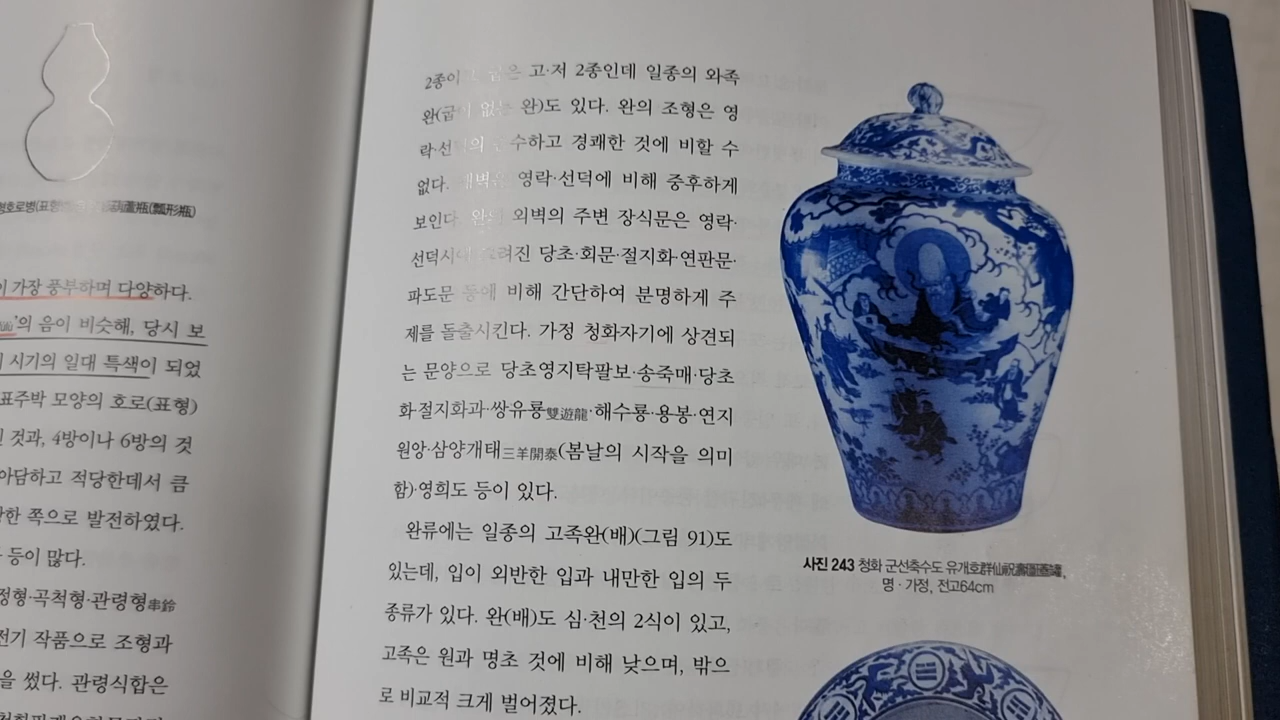 이 가장 풍부하며 다양하다.
의 음이 비슷해, 당시 보
시기의 일대 특색이 되었
표주박 모양의 호로(표형)
것과, 4방이나 6방의 것
아담하고 적당한데서 큼
쪽으로 발전하였다.
등이 많다.
정형·곡척형·관령형串鈴
전기 작품으로 조형과
을 썼다. 관령식합은
2종이 고·저 2종인데 일종의 와족
완(굽이 없는 완)도 있다. 완의 조형은 영
락·선 수하고 경쾌한 것에 비할 수
없다. 영락·선덕에 비해 중후하게
보인다. 외벽의 주변 장식문은 영락·
선덕시대 려진 당초·회문·절지화·연판문·
파도문 등에 비해 간단하여 분명하게 주
제를 돌출시킨다. 가정 청화자기에 상견되
는 문양으로 당초영지탁팔보·송죽매·당초
화·절지화과·쌍유룡雙遊龍·해수룡·용봉·연지
원앙·삼양개태三羊開泰(봄날의 시작을 의미
함)·영희도 등이 있다.
완류에는 일종의 고족완(배)(그림 91)도
있는데, 입이 외반한 입과 내만한 입의 두
종류가 있다. 완(배)도 심·천의 2식이 있고,
고족은 원과 명초 것에 비해 낮으며, 밖으
로 비교적 크게 벌어졌다.
사진 243 청화 군선축수도 유개호群仙祝壽圖蓋罐,
명·가정, 전고64cm